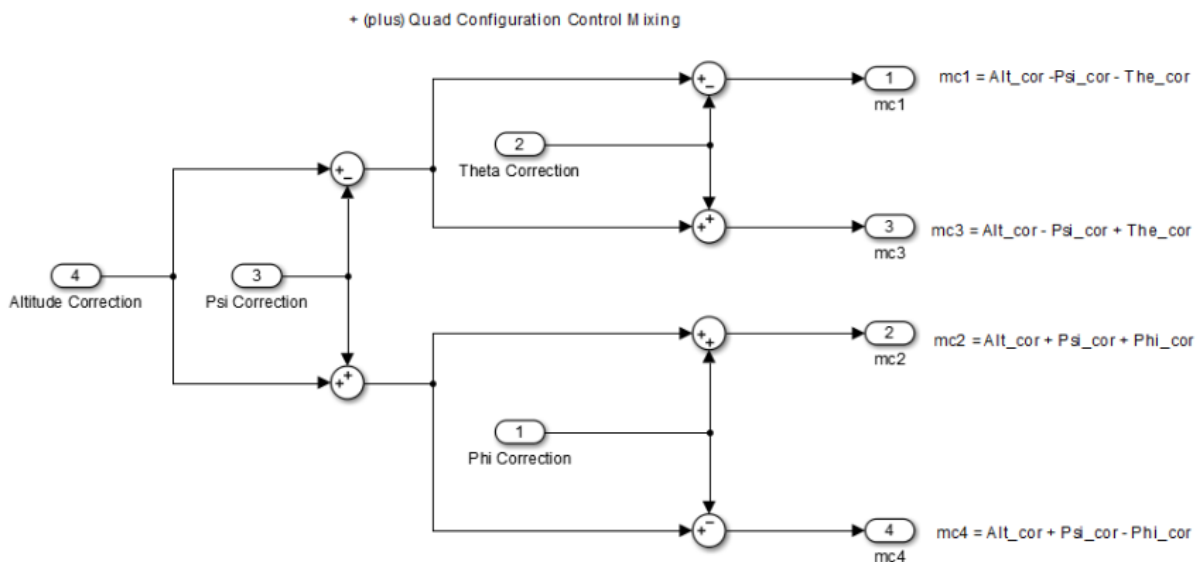 + (plus) Quad Configuration Control Mixing
+
-
1
mc1
mc1 = Alt_cor -Psi_cor - The_cor
2
Theta Correction
+
-
+
+
3
mc3
mc3 = Alt_cor - Psi_cor + The_cor
4
Altitude Correction
3
Psi Correction
+
+
2
mc2
mc2 = Alt_cor + Psi_cor + Phi_cor
+
+
1
Phi Correction
+
-
4
mc4
mc4 = Alt_cor + Psi_cor - Phi_cor